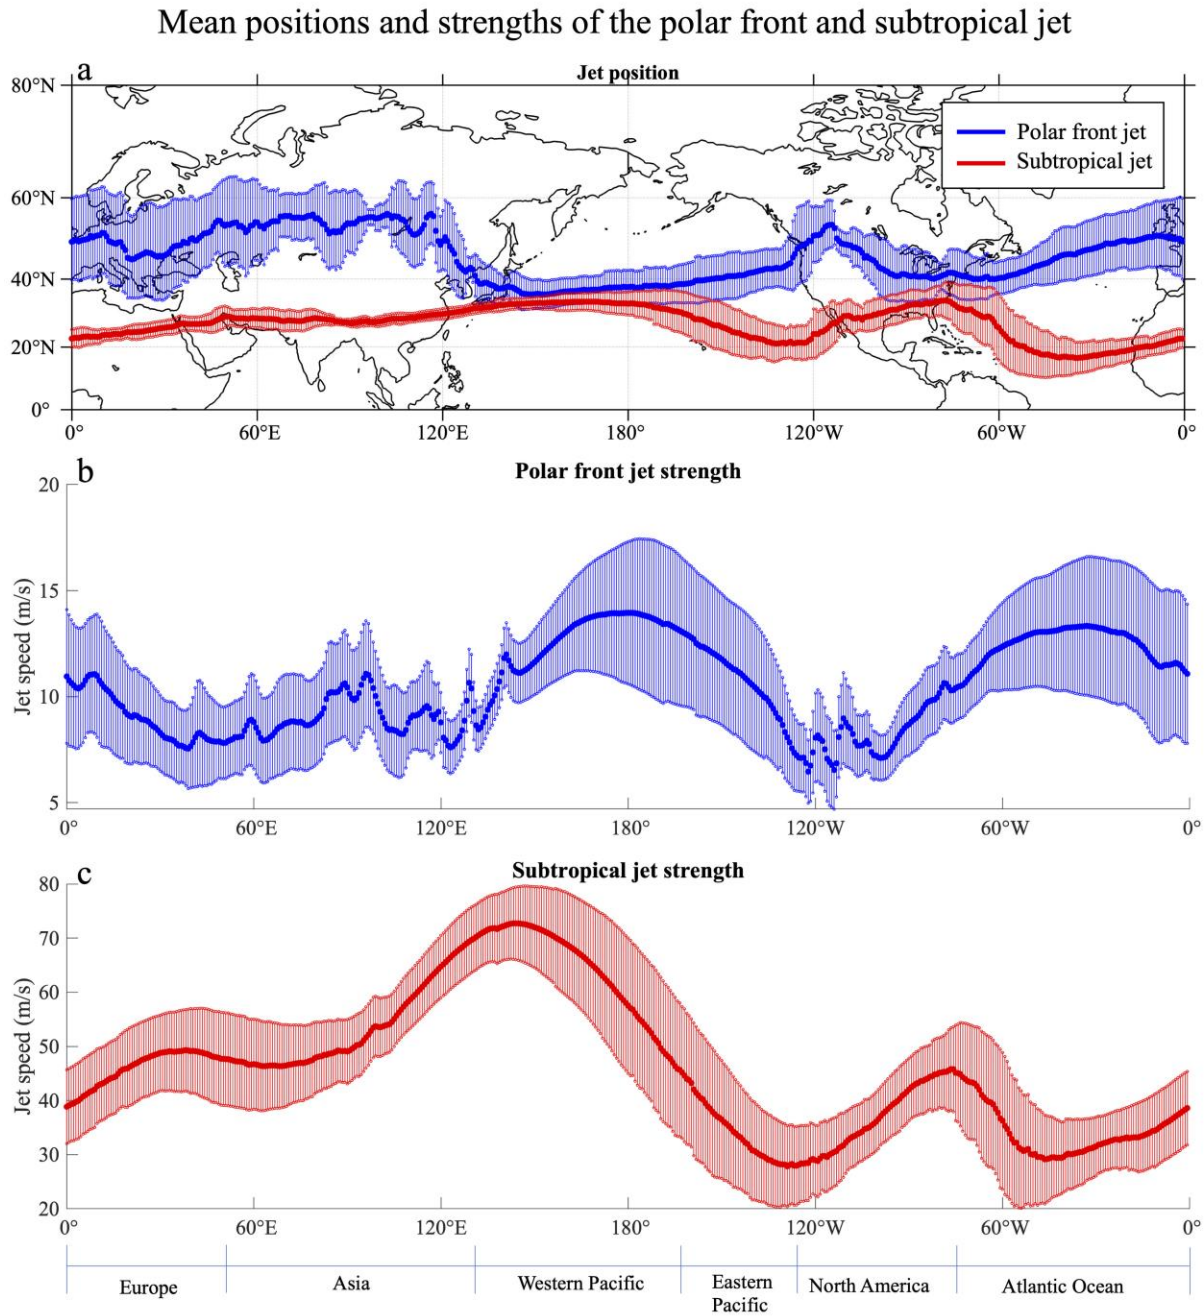 Mean positions and strengths of the polar front and subtropical jet
a
Jet position
80°N
60°N
40°N
20°N
0°
Polar front jet
Subtropical jet
0° 60°E 120°E 180° 120°W 60°W 0°
b
Polar front jet strength
Jet speed (m/s)
20
15
10
5
0° 60°E 120°E 180° 120°W 60°W 0°
c
Subtropical jet strength
Jet speed (m/s)
80
70
60
50
40
30
20
0° 60°E 120°E 180° 120°W 60°W 0°
Europe Asia Western Pacific Eastern North America Atlantic Ocean
Pacific